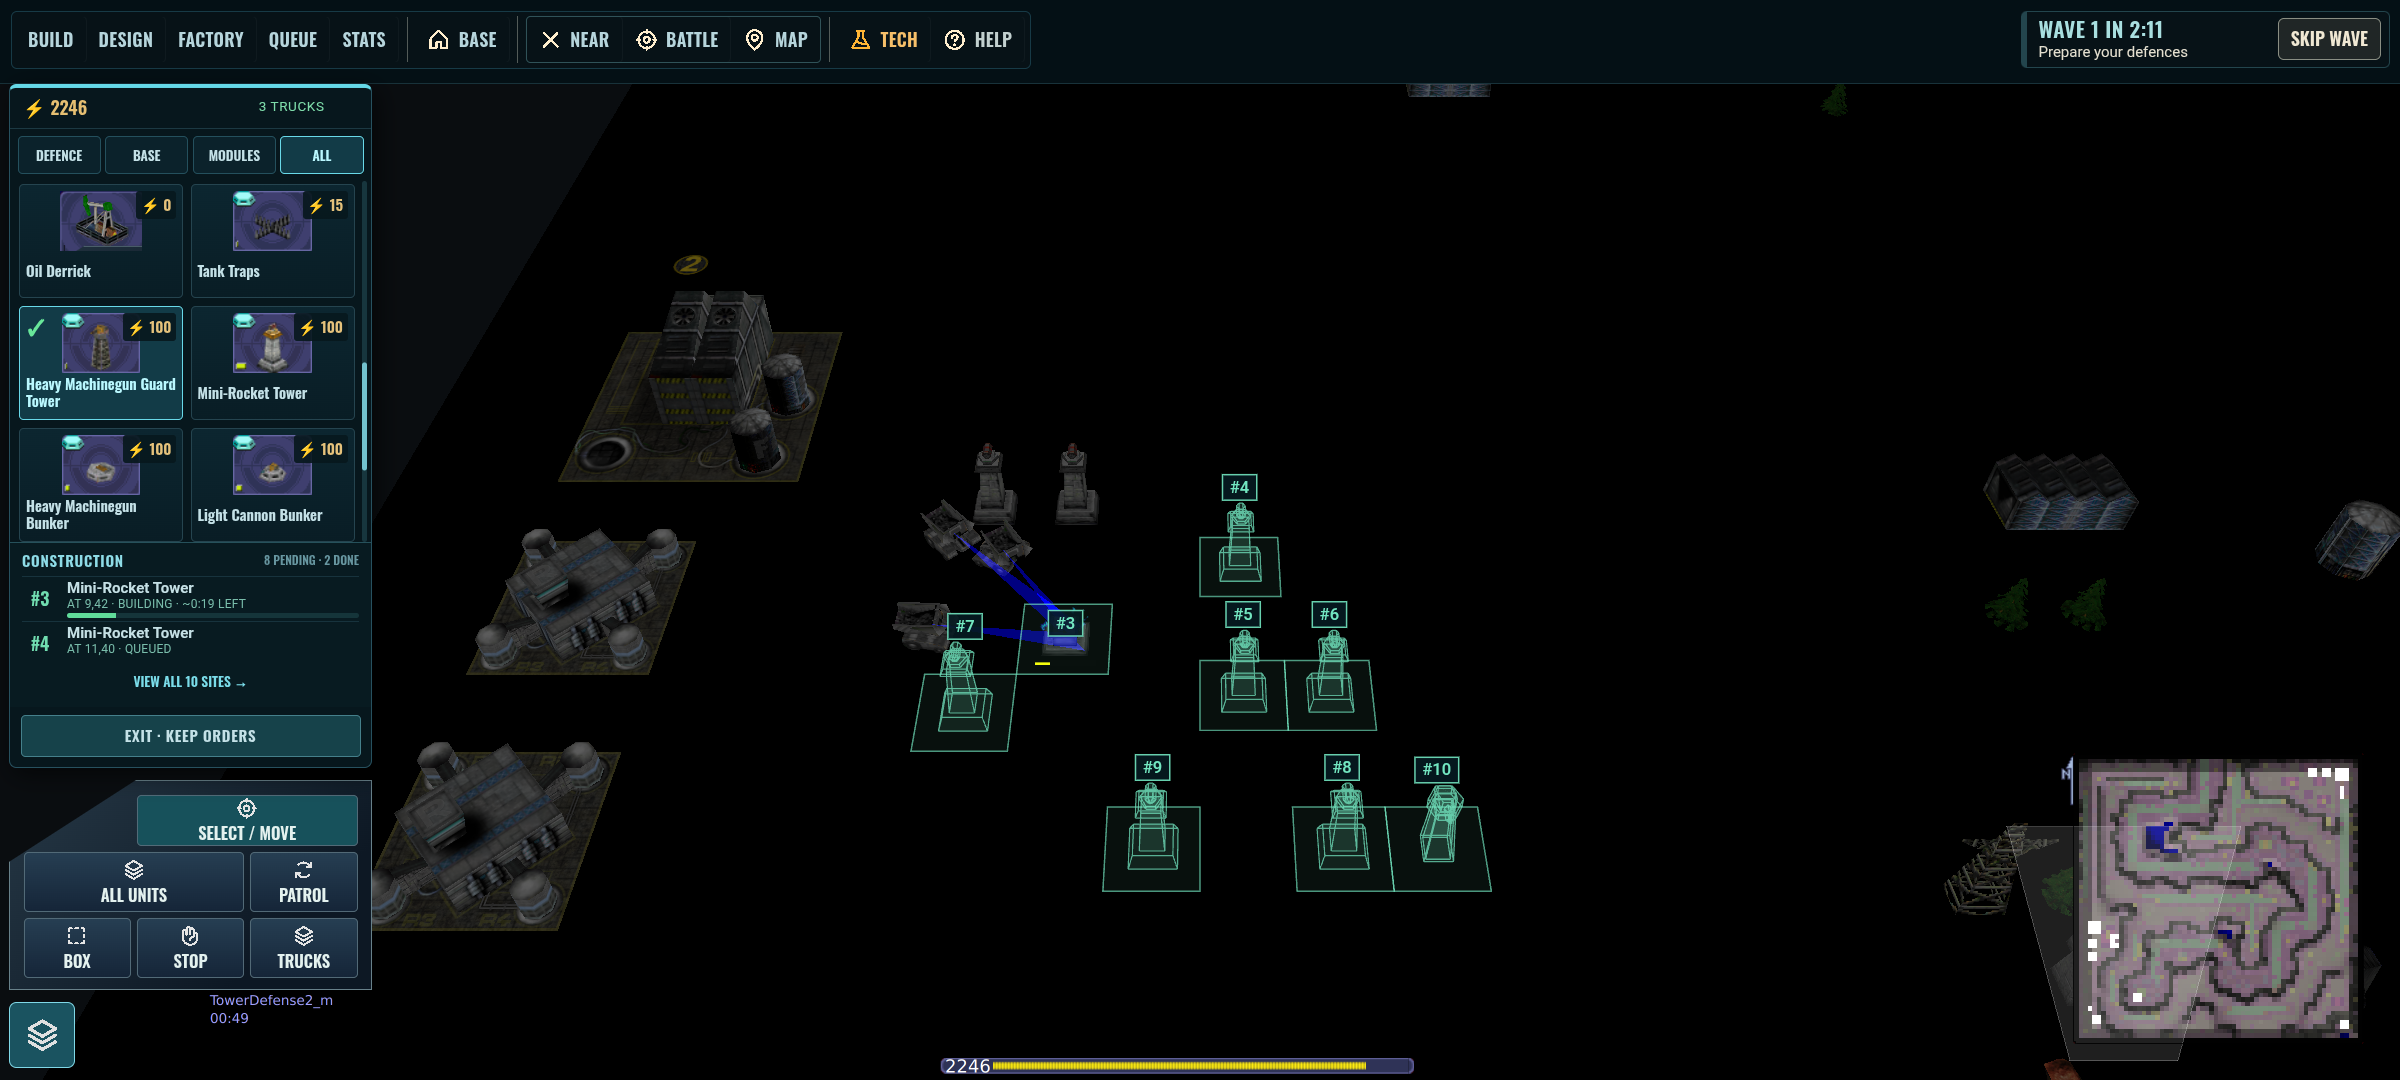 BUILD DESIGN FACTORY QUEUE STATS BASE NEAR BATTLE MAP TECH HELP
WAVE 1 IN 2:11
Prepare your defences
SKIP WAVE
2246
3 TRUCKS
DEFENCE BASE MODULES ALL
0
Oil Derrick
15
Tank Traps
100
Heavy Machinegun Guard
Tower
100
Mini-Rocket Tower
100
Heavy Machinegun
Bunker
100
Light Cannon Bunker
CONSTRUCTION
8 PENDING · 2 DONE
#3
Mini-Rocket Tower
AT 9,42 · BUILDING · ~0:19 LEFT
#4
Mini-Rocket Tower
AT 11,40 · QUEUED
VIEW ALL 10 SITES →
EXIT · KEEP ORDERS
SELECT / MOVE
ALL UNITS
PATROL
BOX
STOP
TRUCKS
TowerDefense2_m
00:49
2
#4
#5
#6
#7
#3
#9
#8
#10
N
2246